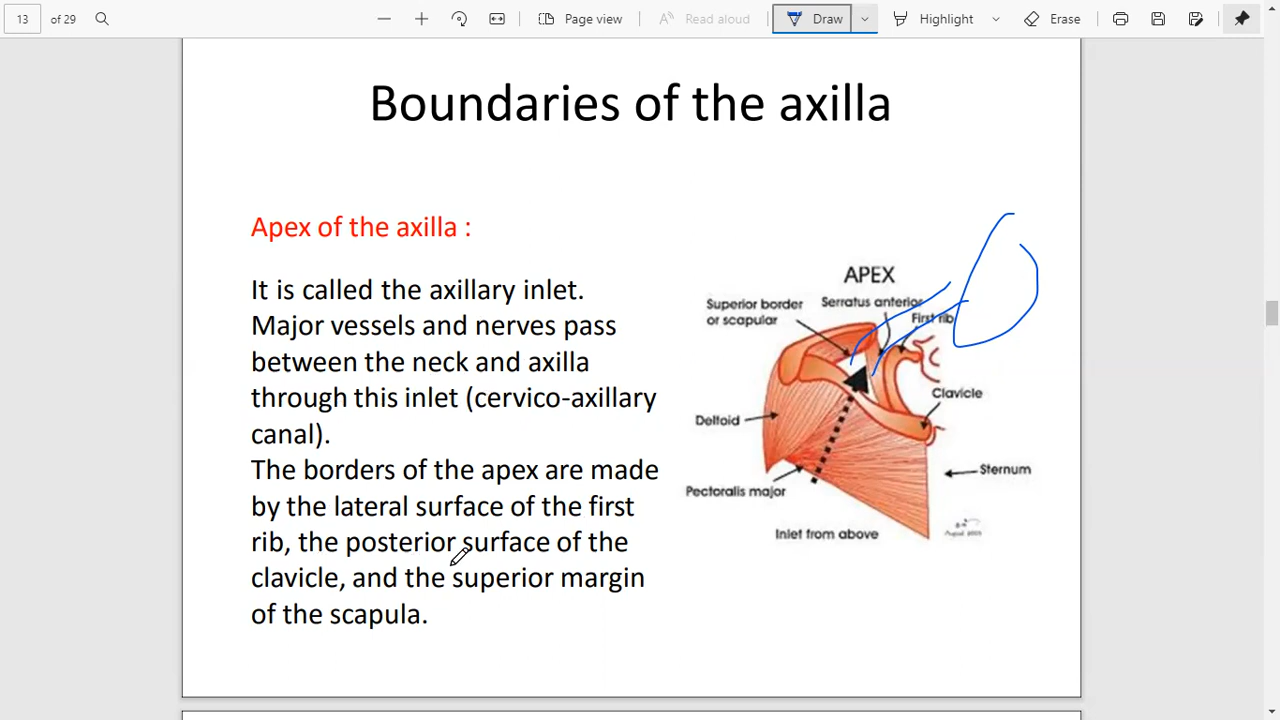 13 of 29
Page view
Read aloud
Draw
Highlight
Erase
Boundaries of the axilla
Apex of the axilla :
It is called the axillary inlet.
Major vessels and nerves pass
between the neck and axilla
through this inlet (cervico-axillary
canal).
The borders of the apex are made
by the lateral surface of the first
rib, the posterior surface of the
clavicle, and the superior margin
of the scapula.
APEX
Superior border
or scapular
Serratus anterior
First rib
Clavicle
Deltoid
Sternum
Pectoralis major
Inlet from above